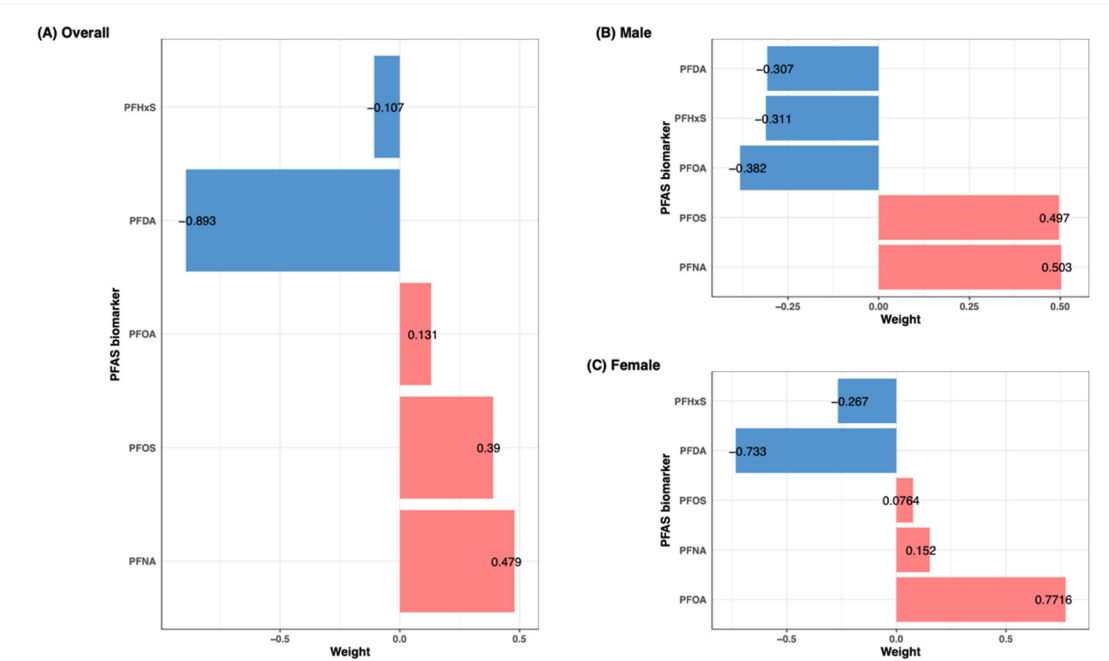 (A) Overall
PFAS biomarker
PFHxS
−0.107
PFDA
−0.893
PFOA
0.131
PFOS
0.39
PFNA
0.479
−0.5 0.0 0.5
Weight
(B) Male
PFAS biomarker
PFDA
−0.307
PFHxS
−0.311
PFOA
−0.382
PFOS
0.497
PFNA
0.503
−0.25 0.00 0.25 0.50
Weight
(C) Female
PFAS biomarker
PFHxS
−0.267
PFDA
−0.733
PFOS
0.0764
PFNA
0.152
PFOA
0.7716
−0.5 0.0 0.5
Weight